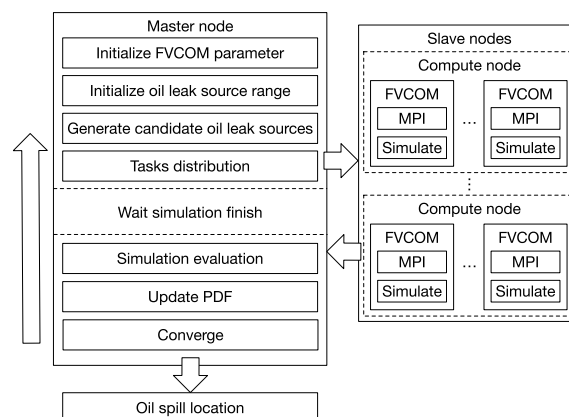 Master node
Initialize FVCOM parameter
Initialize oil leak source range
Generate candidate oil leak sources
Tasks distribution
Wait simulation finish
Simulation evaluation
Update PDF
Converge
Oil spill location
Slave nodes
Compute node
FVCOM ... FVCOM
MPI MPI
Simulate Simulate
...
Compute node
FVCOM ... FVCOM
MPI MPI
Simulate Simulate